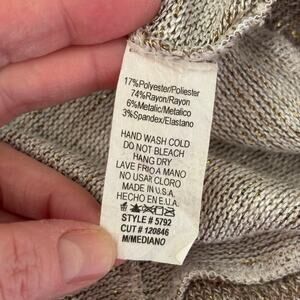 17%Polyester/Poliester
74%Rayon/Rayon
6%Metalic/Metalico
3%Spandex/Elastano
HAND WASH COLD
DO NOT BLEACH
HANG DRY
LAVE FRIO A MANO
NO USAR CLORO
MADE IN U.S.A.
HECHO EN E.U.A.
STYLE # 5792
CUT # 120846
M/MEDIANO